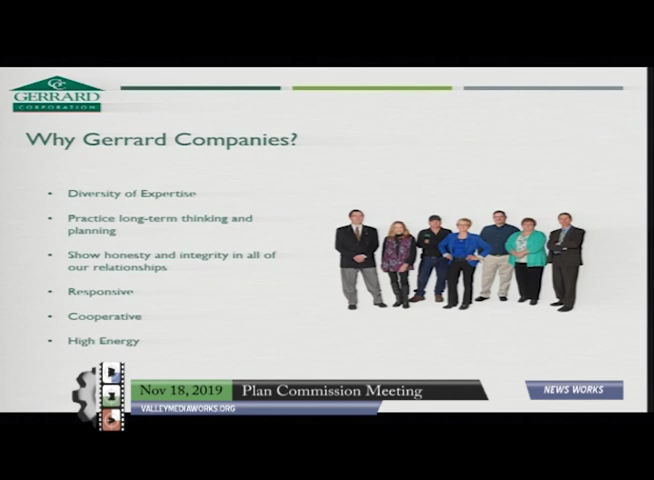 GC
GERRARD
CORPORATION
Why Gerrard Companies?
• Diversity of Expertise
• Practice long-term thinking and
planning
• Show honesty and integrity in all of
our relationships
• Responsive
• Cooperative
• High Energy
Nov 18, 2019 Plan Commission Meeting
NEWS WORKS
VALLEYMEDIAWORKS.ORG